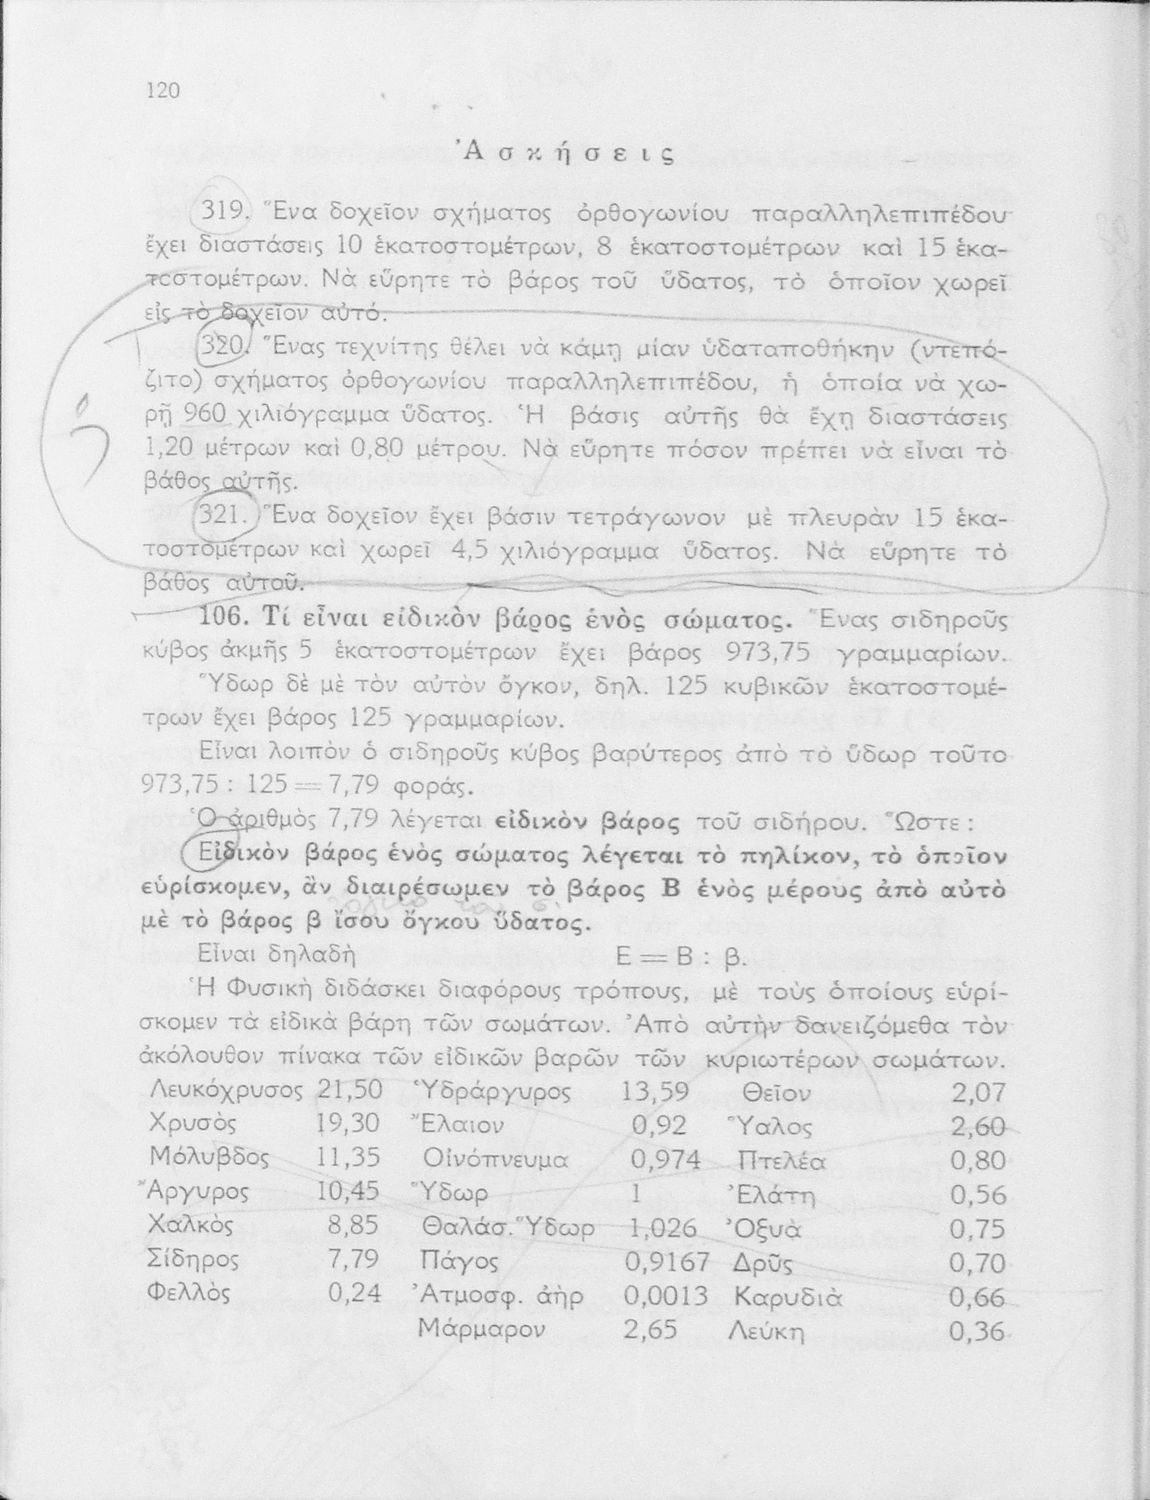 120
Ἀσκήσεις
319. Ἕνα δοχεῖον σχήματος ὀρθογωνίου παραλληλεπιπέδου
ἔχει διαστάσεις 10 ἑκατοστομέτρων, 8 ἑκατοστομέτρων καὶ 15 ἑκα-
τοστομέτρων. Νὰ εὕρητε τὸ βάρος τοῦ ὕδατος, τὸ ὁποῖον χωρεῖ
εἰς τὸ δοχεῖον αὐτό.
320. Ἕνας τεχνίτης θέλει νὰ κάμῃ μίαν ὑδαταποθήκην (ντεπό-
ζιτο) σχήματος ὀρθογωνίου παραλληλεπιπέδου, ἡ ὁποία νὰ χω-
ρῇ 960 χιλιόγραμμα ὕδατος. Ἡ βάσις αὐτῆς θὰ ἔχῃ διαστάσεις
1,20 μέτρων καὶ 0,80 μέτρου. Νὰ εὕρητε πόσον πρέπει νὰ εἶναι τὸ
βάθος αὐτῆς.
321. Ἕνα δοχεῖον ἔχει βάσιν τετράγωνον μὲ πλευρὰν 15 ἑκα-
τοστομέτρων καὶ χωρεῖ 4,5 χιλιόγραμμα ὕδατος. Νὰ εὕρητε τὸ
βάθος αὐτοῦ.
106. Τί εἶναι εἰδικὸν βάρος ἑνὸς σώματος. Ἕνας σιδηροῦς
κύβος ἀκμῆς 5 ἑκατοστομέτρων ἔχει βάρος 973,75 γραμμαρίων.
Ὕδωρ δὲ μὲ τὸν αὐτὸν ὄγκον, δηλ. 125 κυβικῶν ἑκατοστομέ-
τρων ἔχει βάρος 125 γραμμαρίων.
Εἶναι λοιπὸν ὁ σιδηροῦς κύβος βαρύτερος ἀπὸ τὸ ὕδωρ τοῦτο
973,75 : 125 = 7,79 φοράς.
Ὁ ἀριθμὸς 7,79 λέγεται εἰδικὸν βάρος τοῦ σιδήρου. Ὥστε :
Εἰδικὸν βάρος ἑνὸς σώματος λέγεται τὸ πηλίκον, τὸ ὁποῖον
εὑρίσκομεν, ἂν διαιρέσωμεν τὸ βάρος Β ἑνὸς μέρους ἀπὸ αὐτὸ
μὲ τὸ βάρος β ἴσου ὄγκου ὕδατος.
Εἶναι δηλαδὴ Ε = Β : β.
Ἡ Φυσικὴ διδάσκει διαφόρους τρόπους, μὲ τοὺς ὁποίους εὑρί-
σκομεν τὰ εἰδικὰ βάρη τῶν σωμάτων. Ἀπὸ αὐτὴν δανειζόμεθα τὸν
ἀκόλουθον πίνακα τῶν εἰδικῶν βαρῶν τῶν κυριωτέρων σωμάτων.
Λευκόχρυσος 21,50 Ὑδράργυρος 13,59 Θεῖον 2,07
Χρυσὸς 19,30 Ἔλαιον 0,92 Ὕαλος 2,60
Μόλυβδος 11,35 Οἰνόπνευμα 0,974 Πτελέα 0,80
Ἄργυρος 10,45 Ὕδωρ 1 Ἐλάτη 0,56
Χαλκὸς 8,85 Θαλάσ. Ὕδωρ 1,026 Ὀξυὰ 0,75
Σίδηρος 7,79 Πάγος 0,9167 Δρῦς 0,70
Φελλὸς 0,24 Ἀτμοσφ. ἀὴρ 0,0013 Καρυδιὰ 0,66
Μάρμαρον 2,65 Λεύκη 0,36